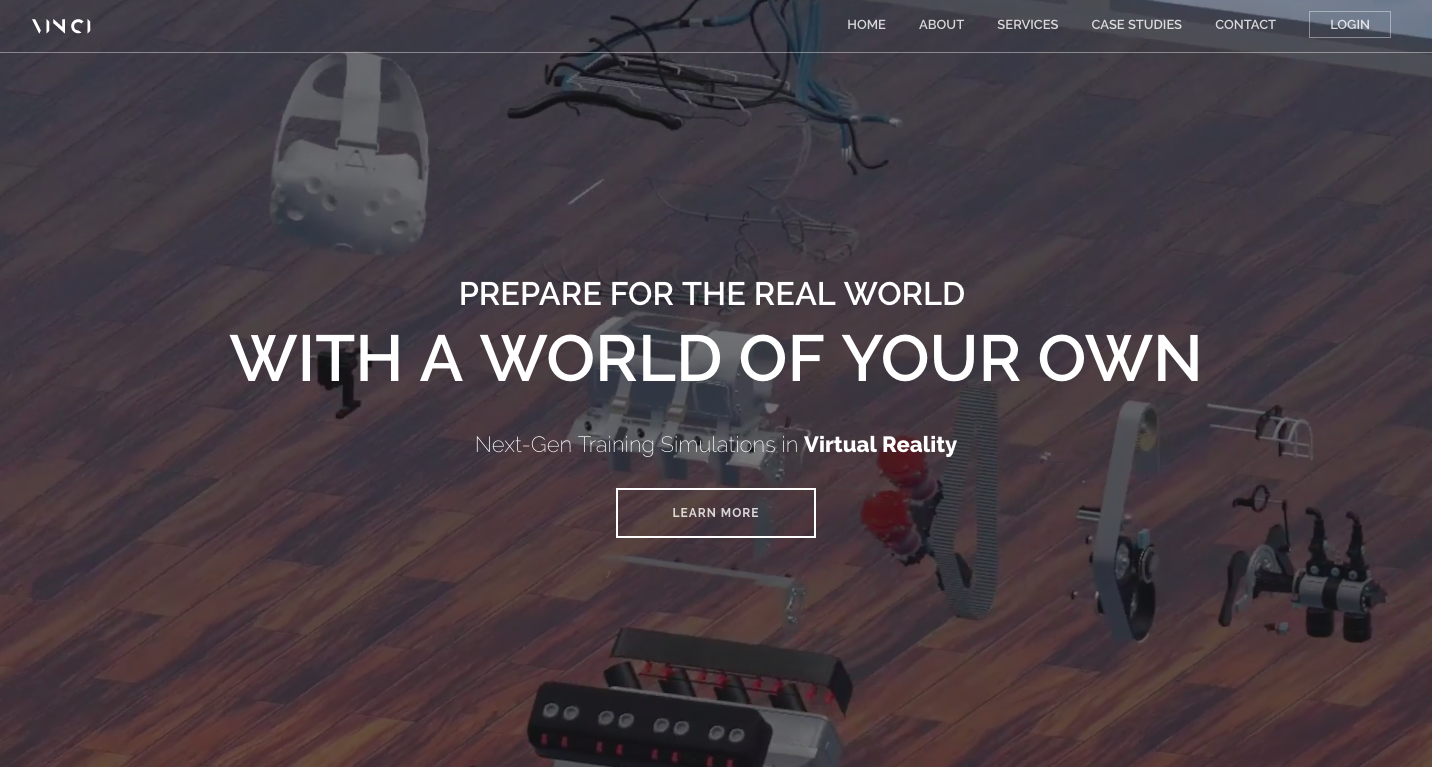 VINCI
HOME ABOUT SERVICES CASE STUDIES CONTACT LOGIN
PREPARE FOR THE REAL WORLD
WITH A WORLD OF YOUR OWN
Next-Gen Training Simulations in Virtual Reality
LEARN MORE